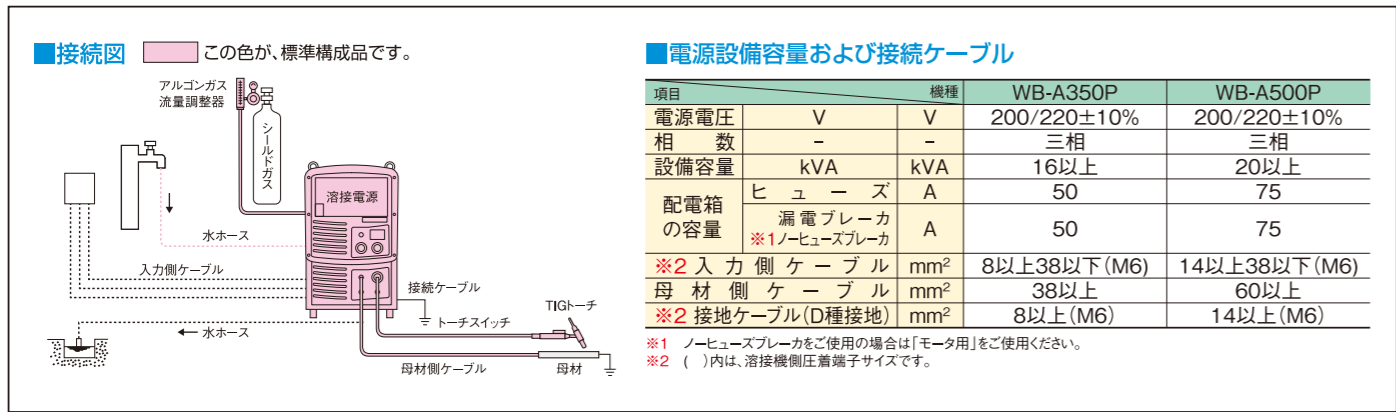 ■接続図 この色が、標準構成品です。
アルゴンガス
流量調整器
シールドガス
溶接電源
水ホース
入力側ケーブル
接続ケーブル
TIGトーチ
トーチスイッチ
水ホース
母材側ケーブル
母材
■電源設備容量および接続ケーブル
項目 機種 WB-A350P WB-A500P
電源電圧 V V 200/220±10% 200/220±10%
相数 – – 三相 三相
設備容量 kVA kVA 16以上 20以上
配電箱の容量 ヒューズ A 50 75
漏電ブレーカ ※1ノーヒューズブレーカ A 50 75
※2 入力側ケーブル mm² 8以上38以下(M6) 14以上38以下(M6)
母材側ケーブル mm² 38以上 60以上
※2 接地ケーブル(D種接地) mm² 8以上(M6) 14以上(M6)
※1 ノーヒューズブレーカをご使用の場合は「モータ用」をご使用ください。
※2 ( )内は、溶接機側圧着端子サイズです。